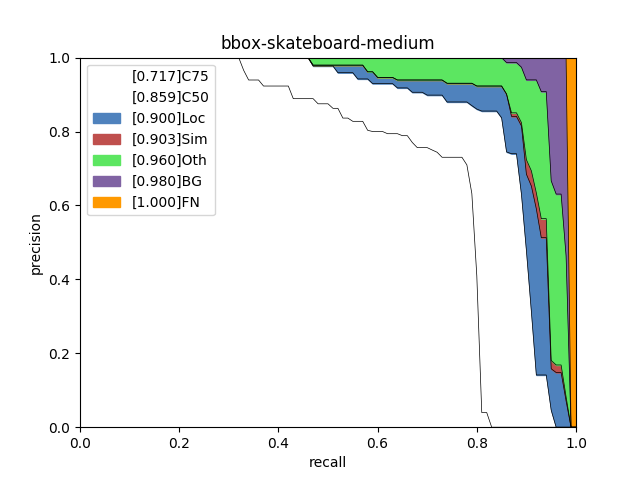 bbox-skateboard-medium
[0.717]C75
[0.859]C50
[0.900]Loc
[0.903]Sim
[0.960]Oth
[0.980]BG
[1.000]FN
precision
1.0
0.8
0.6
0.4
0.2
0.0
0.0 0.2 0.4 0.6 0.8 1.0
recall